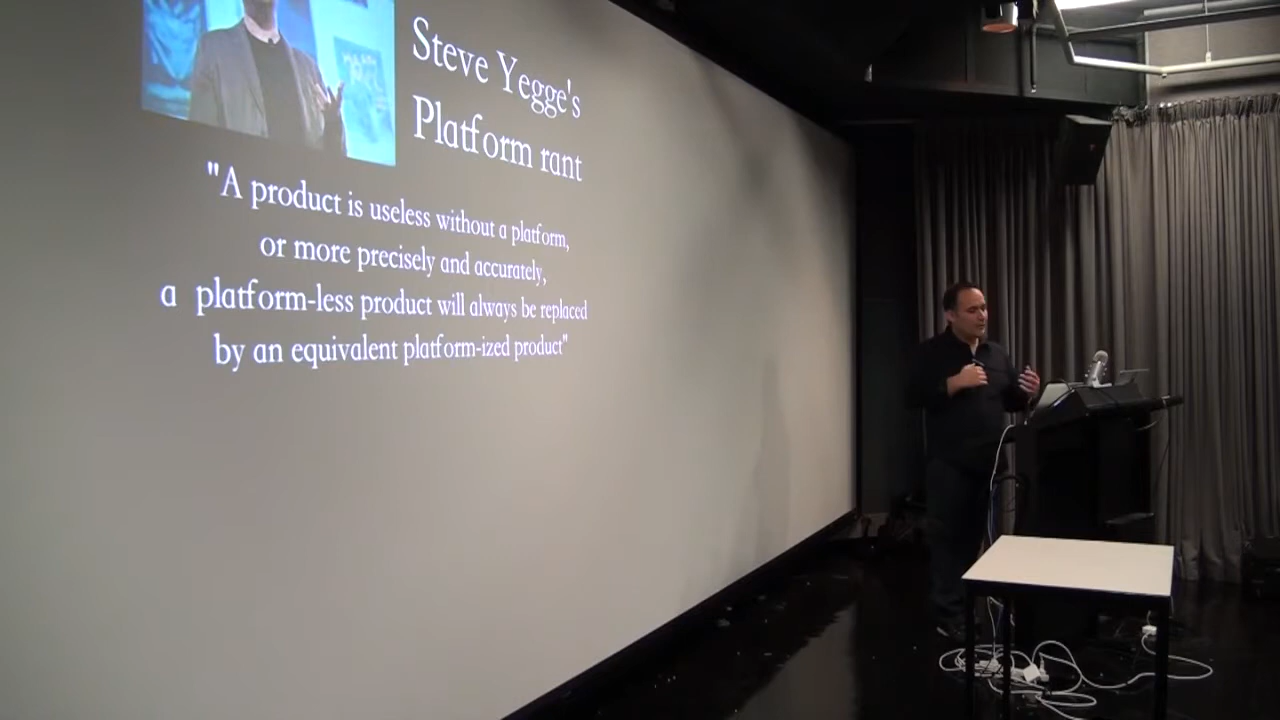 Steve Yegge's
Platform rant
"A product is useless without a platform,
or more precisely and accurately,
a platform-less product will always be replaced
by an equivalent platform-ized product"